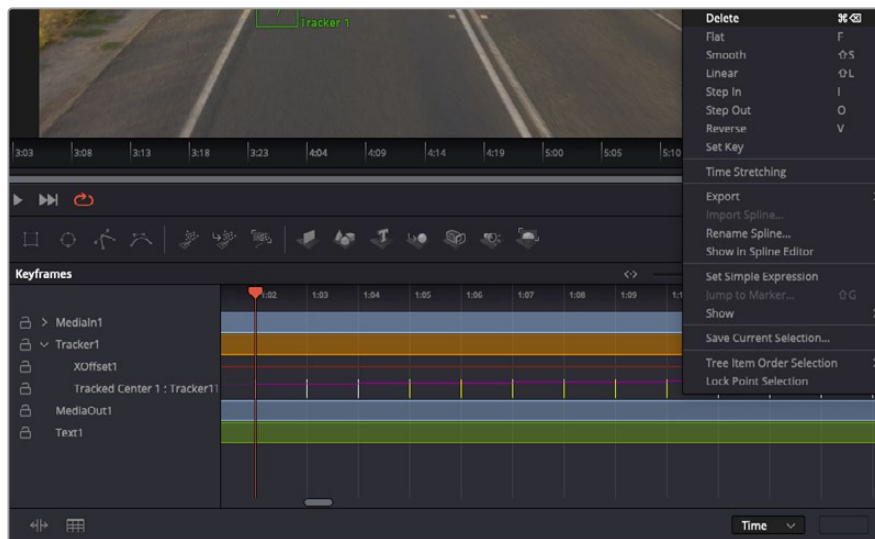 Tracker 1
Delete ⌘⌫
Flat F
Smooth ⇧S
Linear ⇧L
Step In I
Step Out O
Reverse V
Set Key
Time Stretching
Export
Import Spline...
Rename Spline...
Show in Spline Editor
Set Simple Expression
Jump to Marker... ⇧G
Show
Save Current Selection...
Tree Item Order Selection
Lock Point Selection
3:03 3:08 3:13 3:18 3:23 4:04 4:09 4:14 4:19 5:00 5:05 5:10
Keyframes
1:02 1:03 1:04 1:05 1:06 1:07 1:08 1:09
MediaIn1
Tracker1
XOffset1
Tracked Center 1 : Tracker1
MediaOut1
Text1
Time